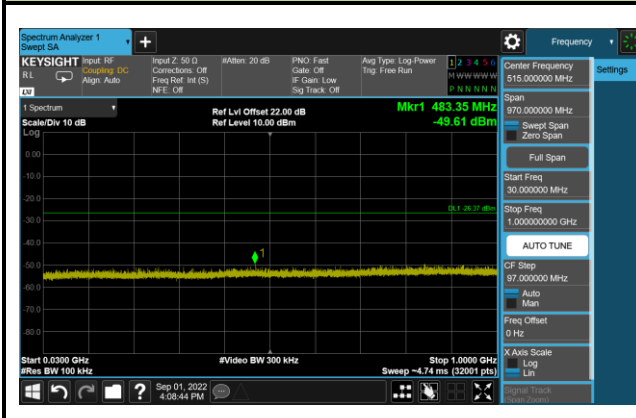 Spectrum Analyzer 1
Swept SA
+
Frequency
KEYSIGHT
RL
Input: RF
Coupling: DC
Align: Auto
Input Z: 50 Ω
Corrections: Off
Freq Ref: Int (S)
NFE: Off
#Atten: 20 dB
PNO: Fast
Gate: Off
IF Gain: Low
Sig Track: Off
Avg Type: Log-Power
Trig: Free Run
1 2 3 4 5 6
M W W W W W
P N N N N N
1 Spectrum
Scale/Div 10 dB
Log
Ref Lvl Offset 22.00 dB
Ref Level 10.00 dBm
Mkr1 483.35 MHz
-49.61 dBm
0.00
-10.0
-20.0
-30.0
-40.0
-50.0
-60.0
-70.0
-80.0
DL1 -26.37 dBm
1
Start 0.0300 GHz
#Res BW 100 kHz
#Video BW 300 kHz
Stop 1.0000 GHz
Sweep ~4.74 ms (32001 pts)
Sep 01, 2022
4:08:44 PM
?
Center Frequency
515.000000 MHz
Span
970.000000 MHz
Swept Span
Zero Span
Full Span
Start Freq
30.000000 MHz
Stop Freq
1.000000000 GHz
AUTO TUNE
CF Step
97.000000 MHz
Auto
Man
Freq Offset
0 Hz
X Axis Scale
Log
Lin
Signal Track
(Span Zoom)
Settings